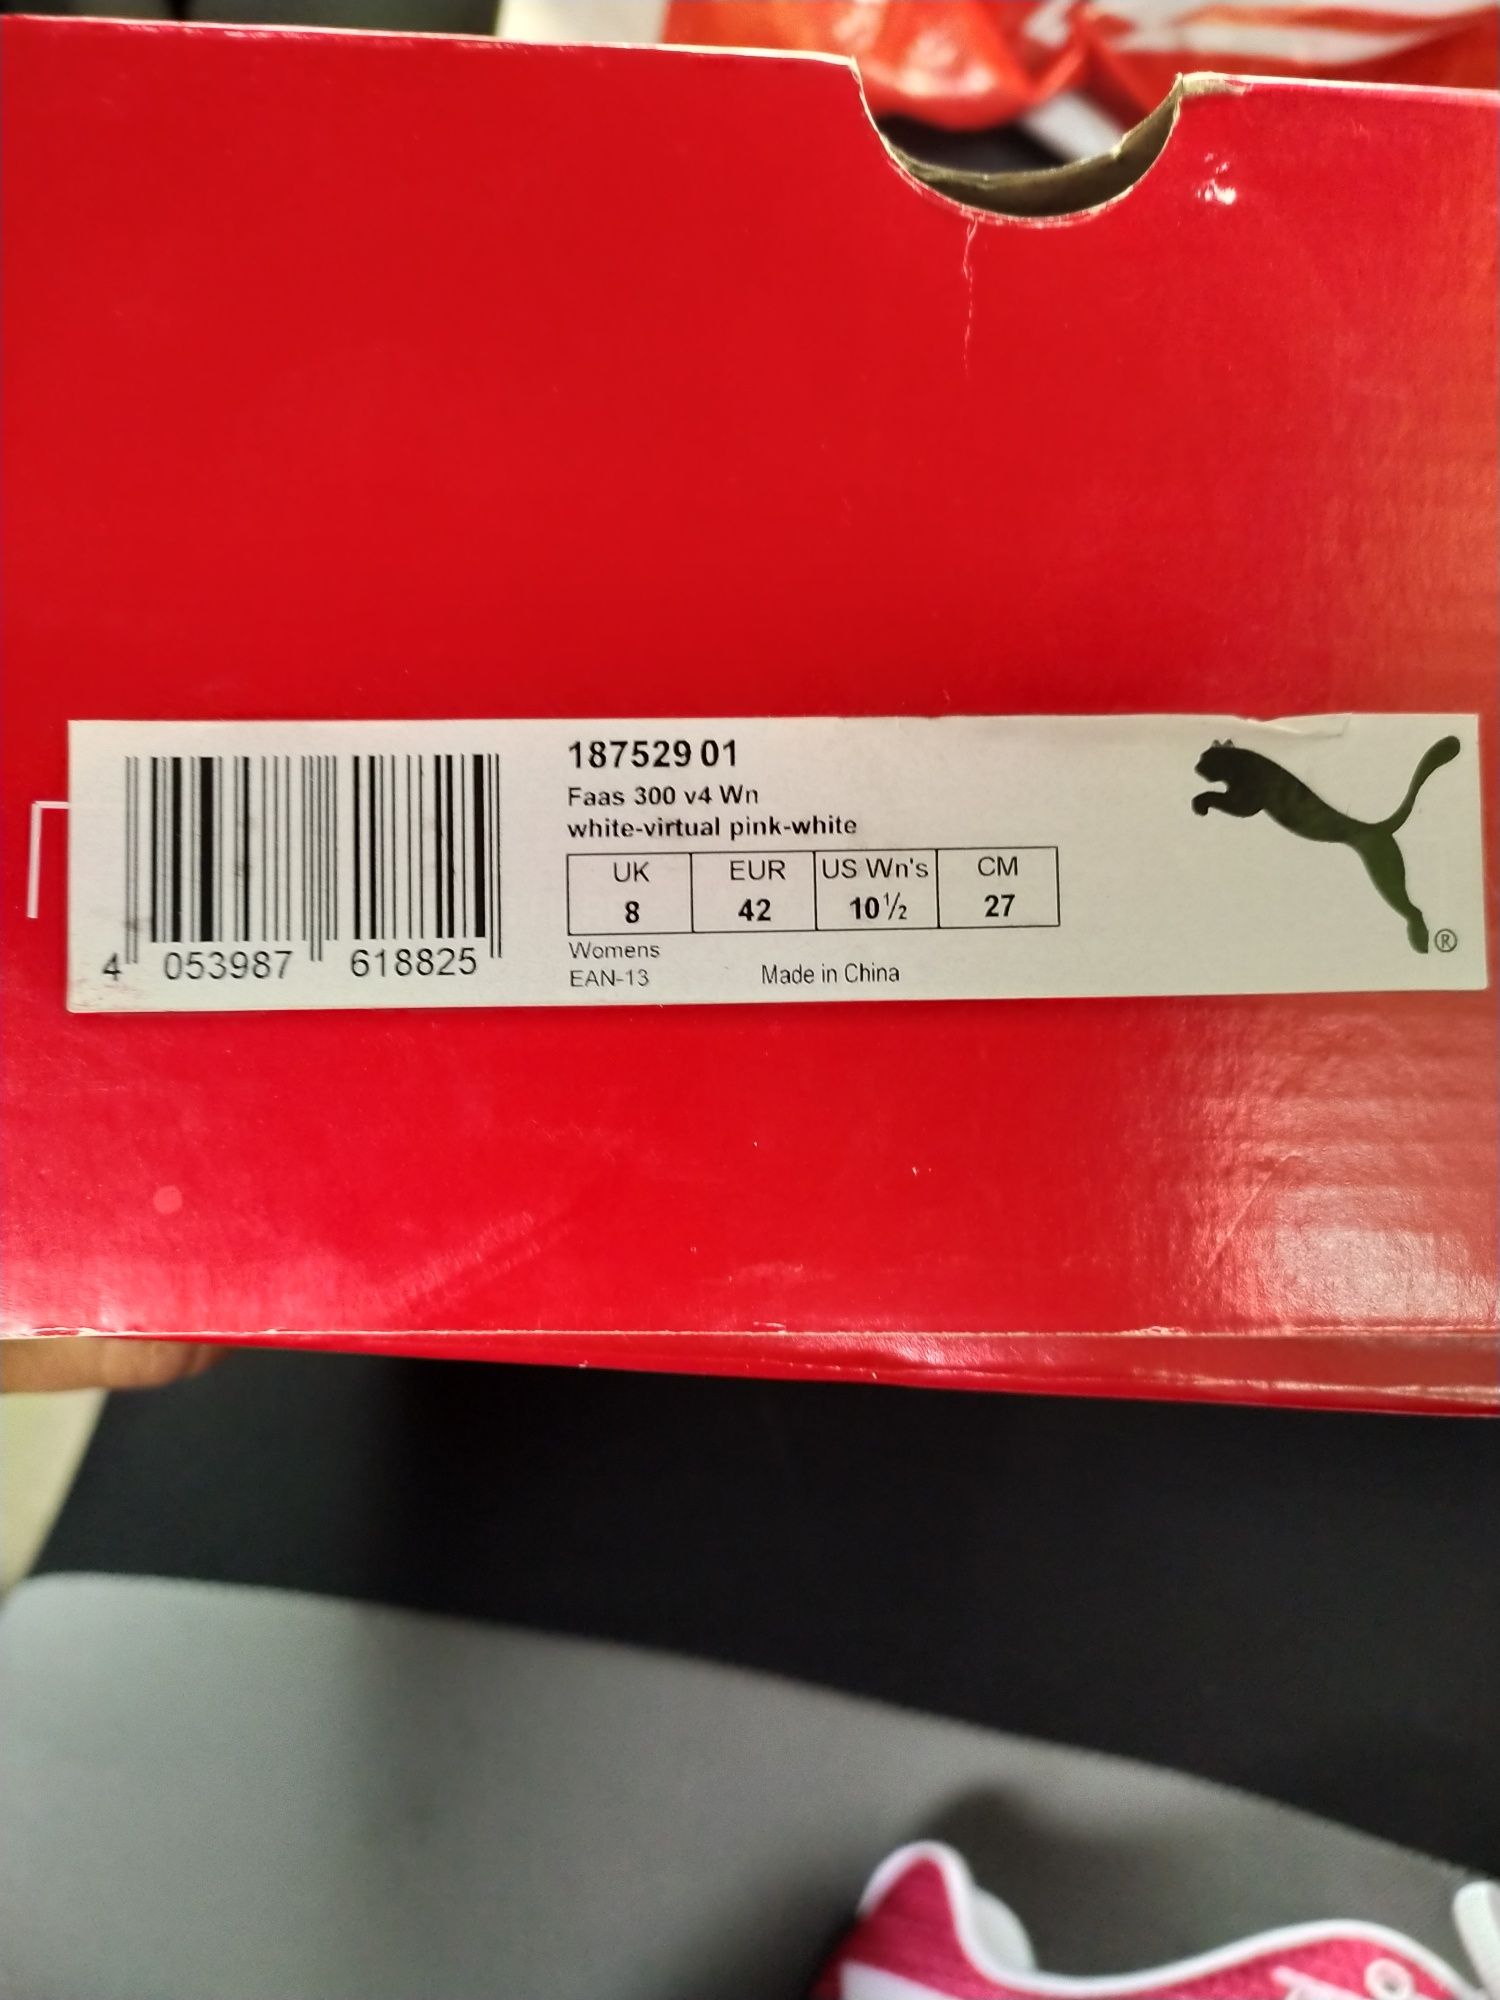 187529 01
Faas 300 v4 Wn
white-virtual pink-white
UK EUR US Wn's CM
8 42 10½ 27
Womens
EAN-13 Made in China
4 053987 618825
®